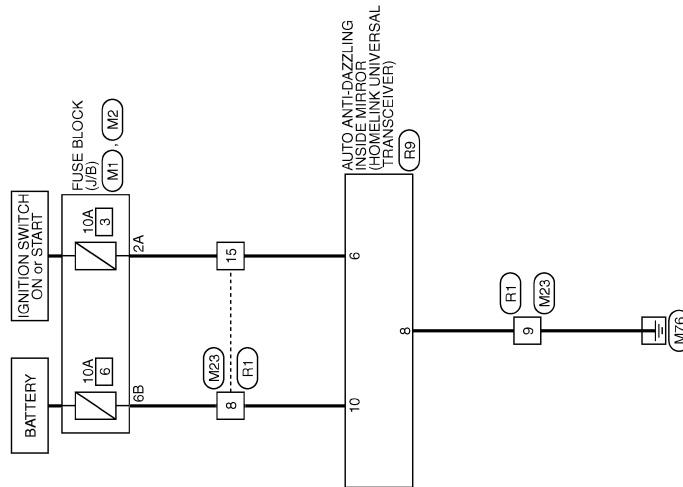 IGNITION SWITCH
ON or START
BATTERY
FUSE BLOCK
(J/B)
M1 , M2
10A
3
10A
6
2A
6B
15
M23
8
R1
AUTO ANTI-DAZZLING
INSIDE MIRROR
(HOMELINK UNIVERSAL
TRANSCEIVER)
R9
6
10
8
R1
9
M23
M76